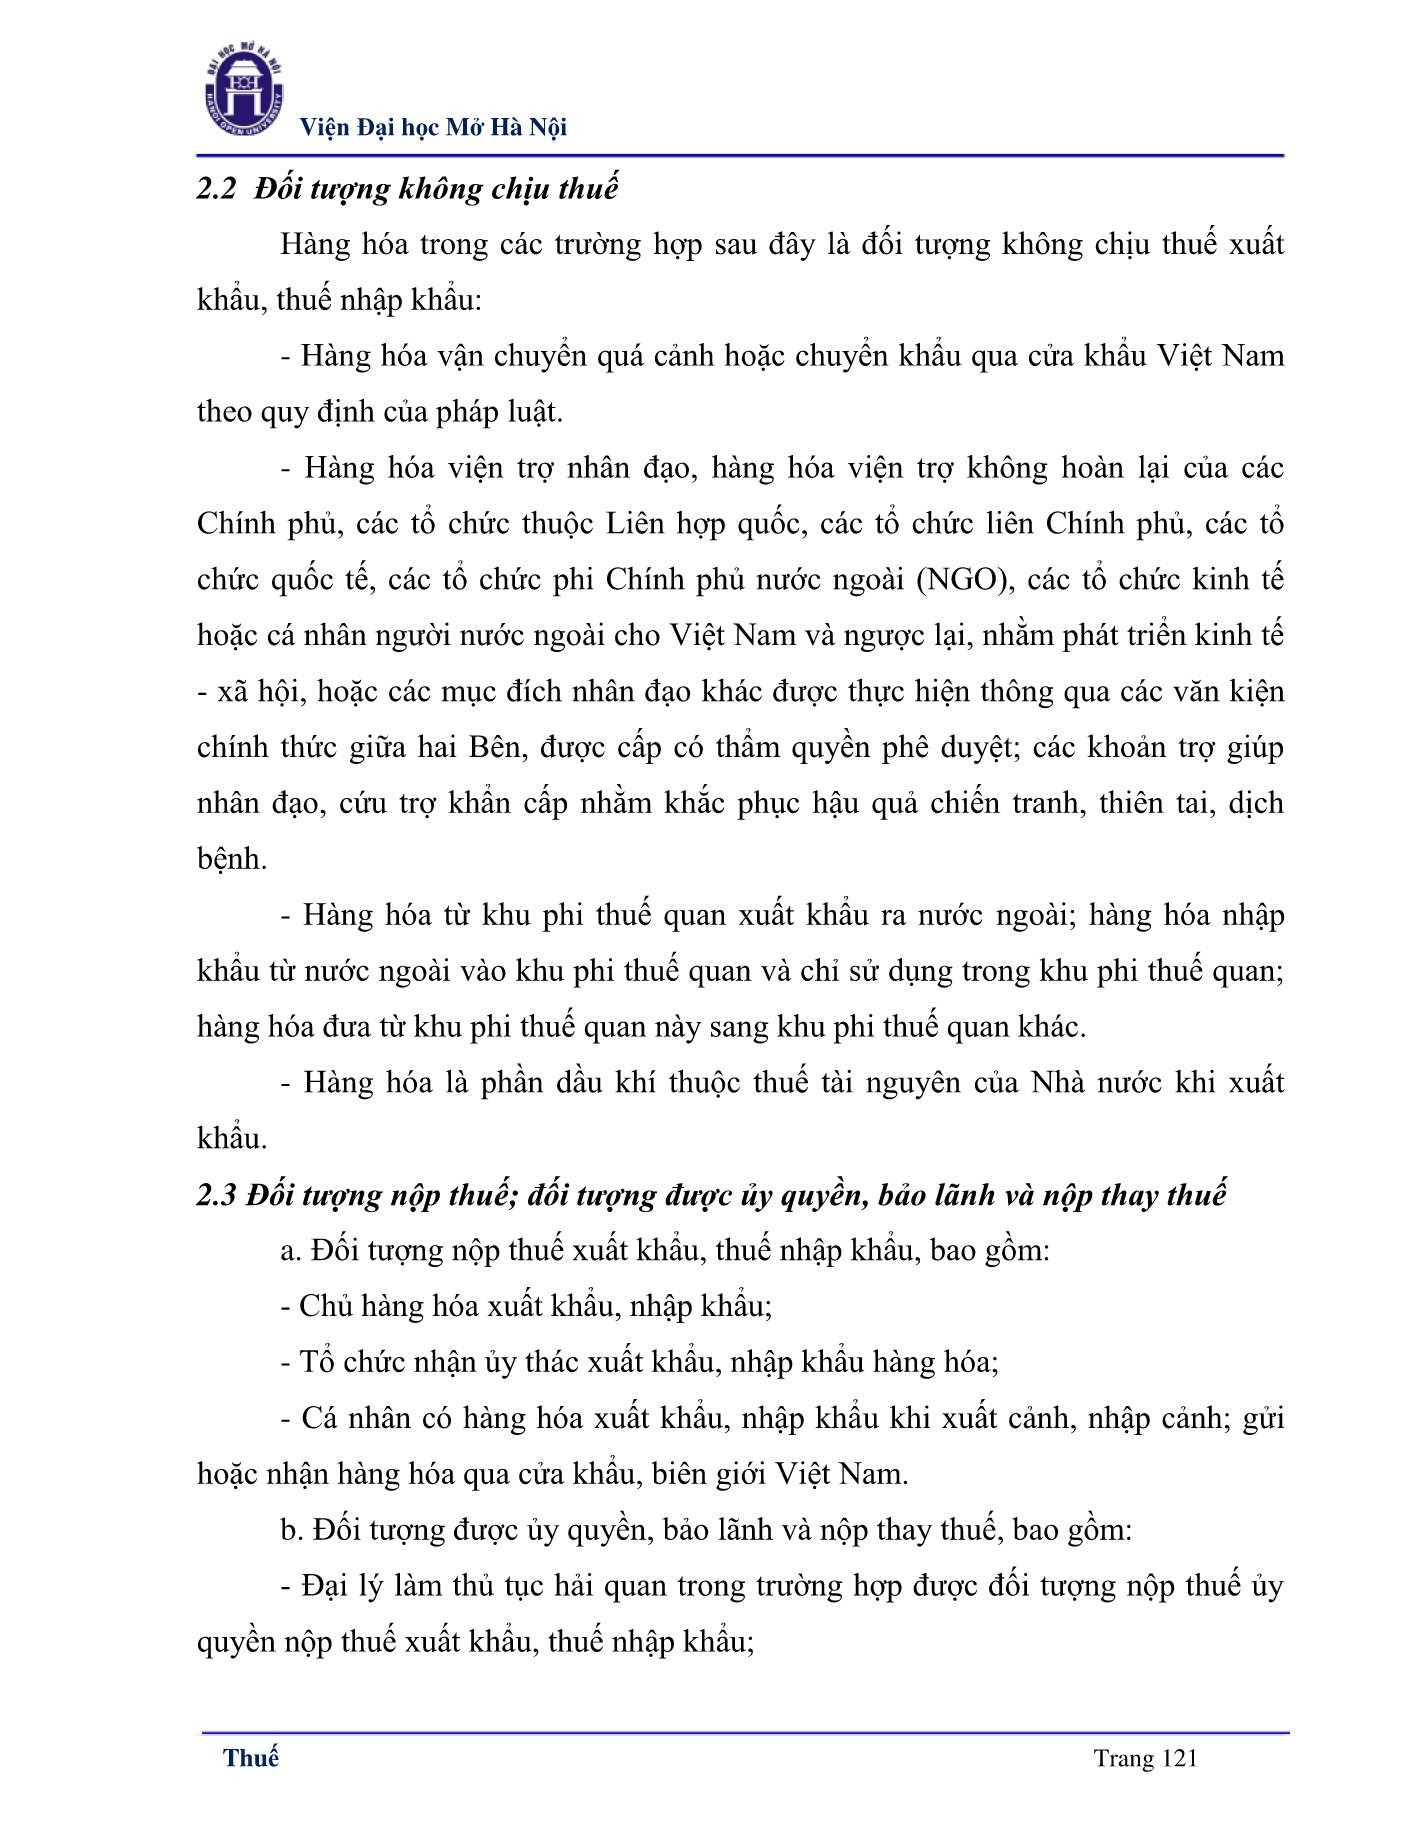 ĐẠI HỌC MỞ HÀ NỘI
HANOI OPEN UNIVERSITY
Viện Đại học Mở Hà Nội
2.2 Đối tượng không chịu thuế
Hàng hóa trong các trường hợp sau đây là đối tượng không chịu thuế xuất
khẩu, thuế nhập khẩu:
- Hàng hóa vận chuyển quá cảnh hoặc chuyển khẩu qua cửa khẩu Việt Nam
theo quy định của pháp luật.
- Hàng hóa viện trợ nhân đạo, hàng hóa viện trợ không hoàn lại của các
Chính phủ, các tổ chức thuộc Liên hợp quốc, các tổ chức liên Chính phủ, các tổ
chức quốc tế, các tổ chức phi Chính phủ nước ngoài (NGO), các tổ chức kinh tế
hoặc cá nhân người nước ngoài cho Việt Nam và ngược lại, nhằm phát triển kinh tế
- xã hội, hoặc các mục đích nhân đạo khác được thực hiện thông qua các văn kiện
chính thức giữa hai Bên, được cấp có thẩm quyền phê duyệt; các khoản trợ giúp
nhân đạo, cứu trợ khẩn cấp nhằm khắc phục hậu quả chiến tranh, thiên tai, dịch
bệnh.
- Hàng hóa từ khu phi thuế quan xuất khẩu ra nước ngoài; hàng hóa nhập
khẩu từ nước ngoài vào khu phi thuế quan và chỉ sử dụng trong khu phi thuế quan;
hàng hóa đưa từ khu phi thuế quan này sang khu phi thuế quan khác.
- Hàng hóa là phần dầu khí thuộc thuế tài nguyên của Nhà nước khi xuất
khẩu.
2.3 Đối tượng nộp thuế; đối tượng được ủy quyền, bảo lãnh và nộp thay thuế
a. Đối tượng nộp thuế xuất khẩu, thuế nhập khẩu, bao gồm:
- Chủ hàng hóa xuất khẩu, nhập khẩu;
- Tổ chức nhận ủy thác xuất khẩu, nhập khẩu hàng hóa;
- Cá nhân có hàng hóa xuất khẩu, nhập khẩu khi xuất cảnh, nhập cảnh; gửi
hoặc nhận hàng hóa qua cửa khẩu, biên giới Việt Nam.
b. Đối tượng được ủy quyền, bảo lãnh và nộp thay thuế, bao gồm:
- Đại lý làm thủ tục hải quan trong trường hợp được đối tượng nộp thuế ủy
quyền nộp thuế xuất khẩu, thuế nhập khẩu;
Thuế
Trang 121